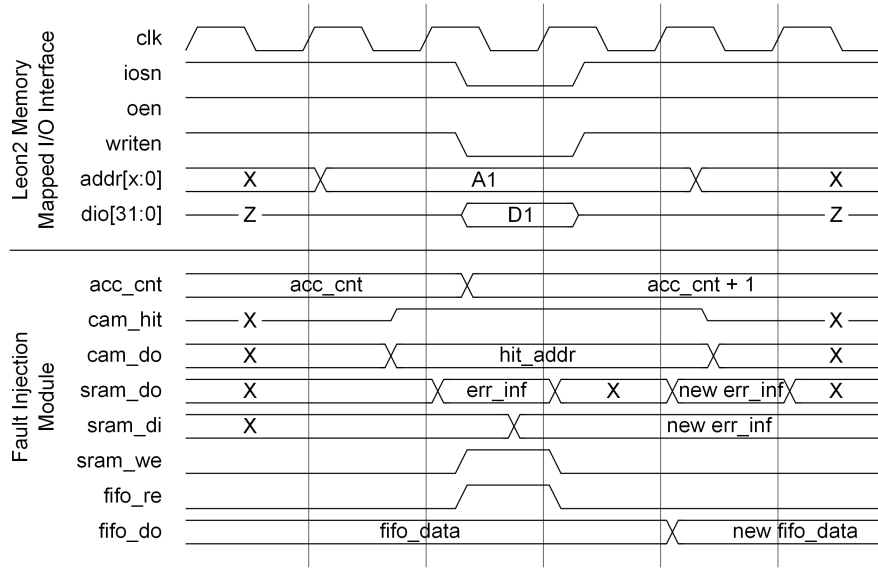 Leon2 Memory
Mapped I/O Interface
clk
iosn
oen
writen
addr[x:0] X A1 X
dio[31:0] Z D1 Z
Fault Injection
Module
acc_cnt acc_cnt acc_cnt + 1
cam_hit X X
cam_do X hit_addr X
sram_do X err_inf X new err_inf X
sram_di X new err_inf
sram_we
fifo_re
fifo_do fifo_data new fifo_data